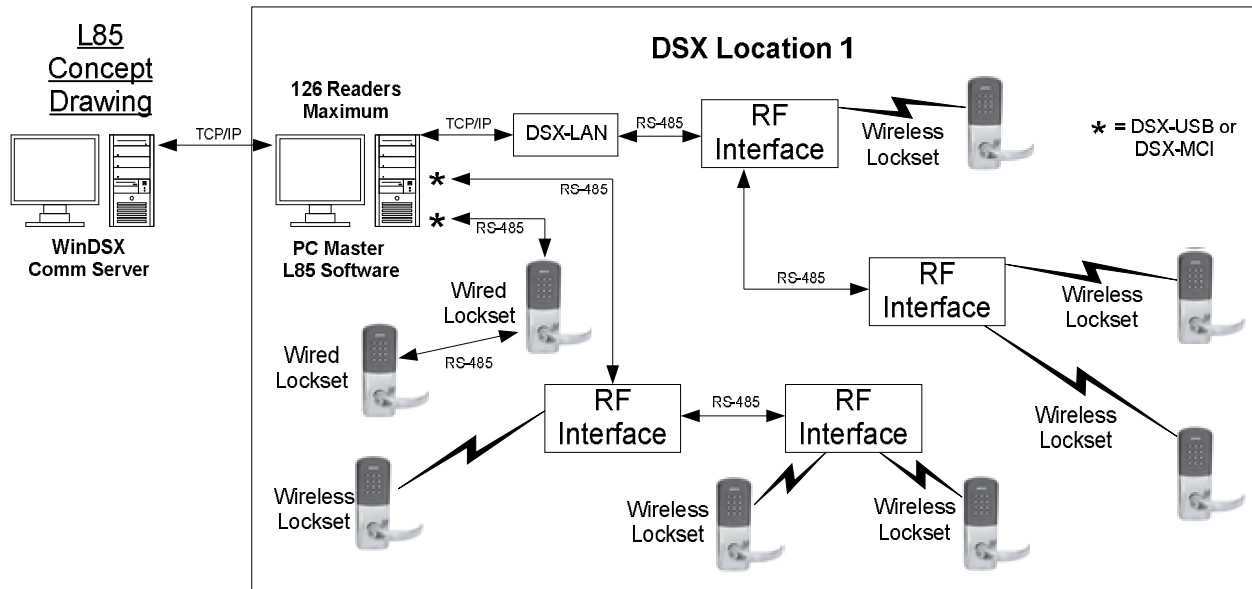 L85
Concept
Drawing
TCP/IP
WinDSX
Comm Server
DSX Location 1
126 Readers
Maximum
TCP/IP
DSX-LAN
RS-485
RF
Interface
Wireless
Lockset
* = DSX-USB or
DSX-MCI
*
RS-485
*
RS-485
PC Master
L85 Software
Wired
Lockset
RS-485
Wired
Lockset
RS-485
RF
Interface
Wireless
Lockset
Wireless
Lockset
RF
Interface
RS-485
RF
Interface
Wireless
Lockset
Wireless
Lockset
Wireless
Lockset